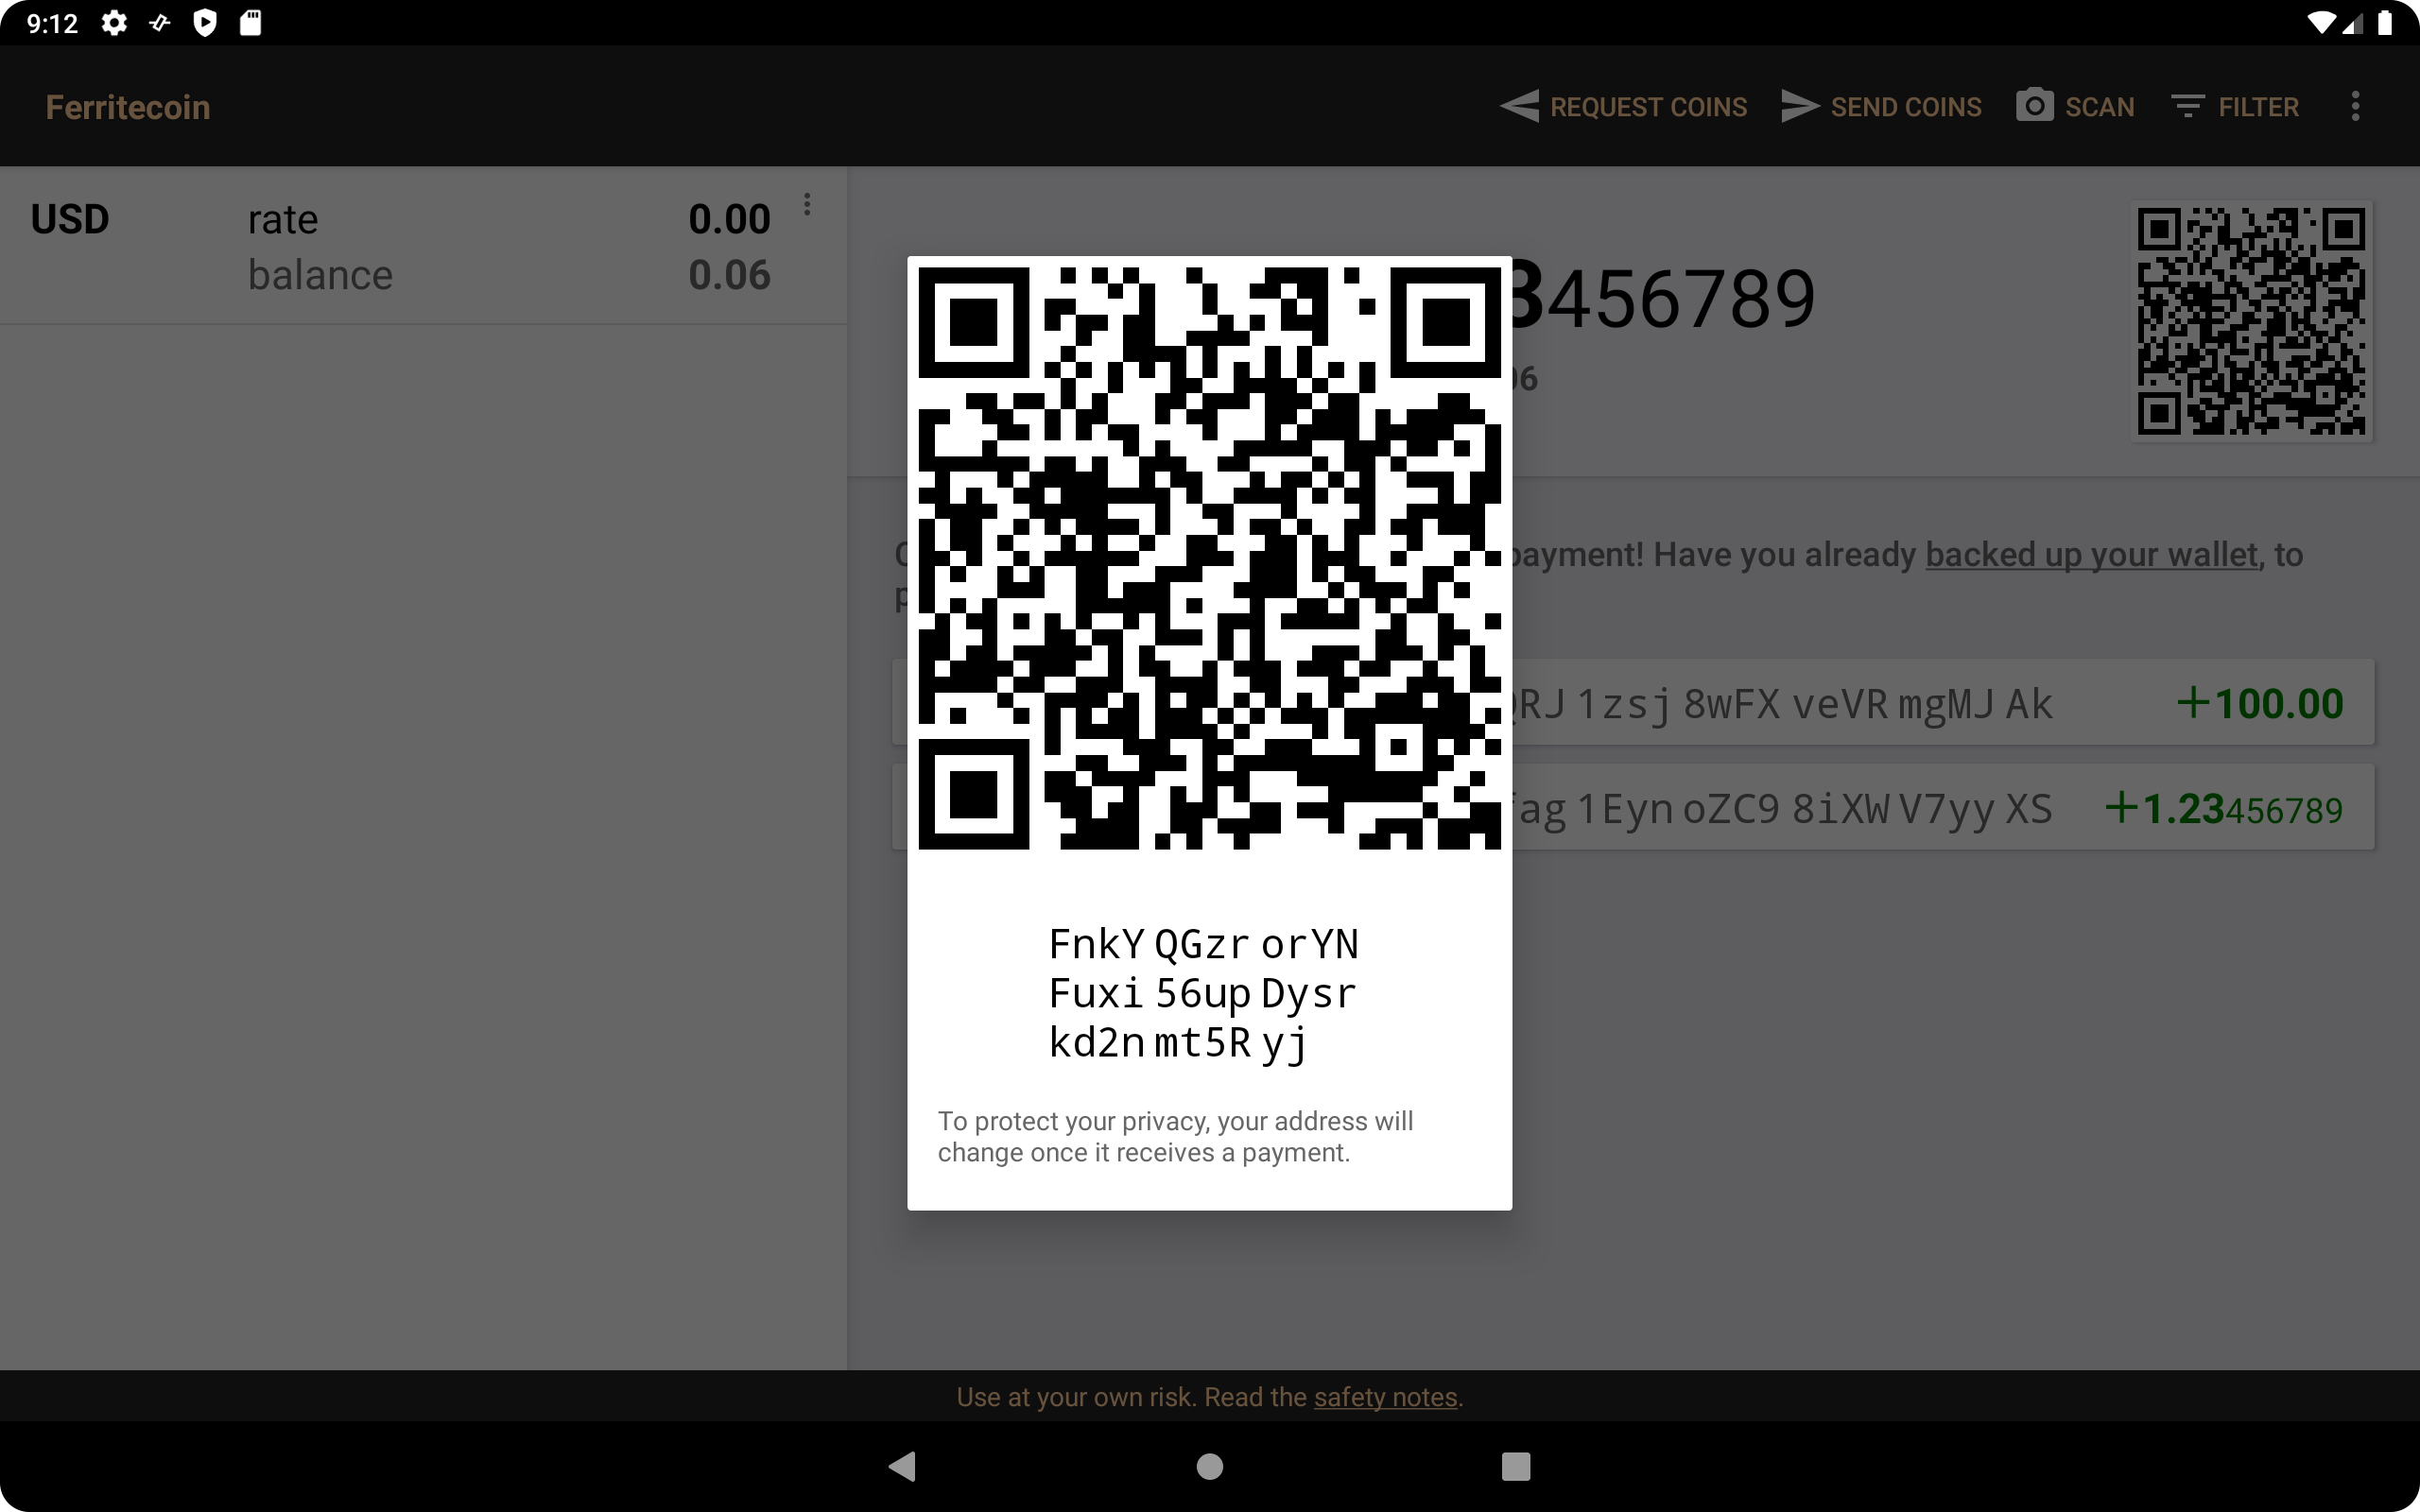 9:12
Ferritecoin
REQUEST COINS SEND COINS SCAN FILTER
USD rate 0.00
balance 0.06
3456789
06
payment! Have you already backed up your wallet, to
QRJ 1zsj 8wFX veVR mgMJ Ak +100.00
fag 1Eyn oZC9 8iXW V7yy XS +1.23456789
FnkY QGzr orYN
Fuxi 56up Dysr
kd2n mt5R yj
To protect your privacy, your address will
change once it receives a payment.
Use at your own risk. Read the safety notes.